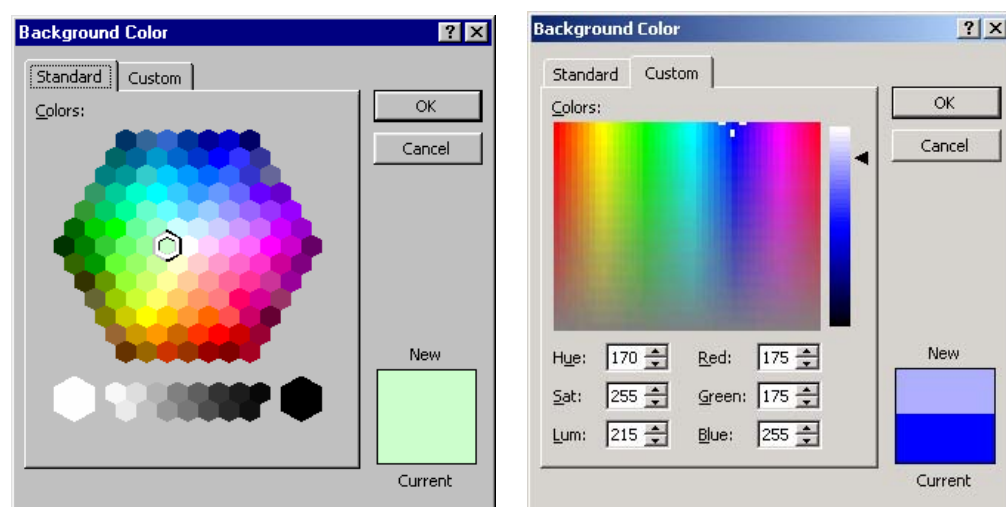 Background Color
Standard Custom
Colors:
OK
Cancel
New
Current
Background Color
Standard Custom
Colors:
OK
Cancel
Hue: 170 Red: 175
Sat: 255 Green: 175
Lum: 215 Blue: 255
New
Current